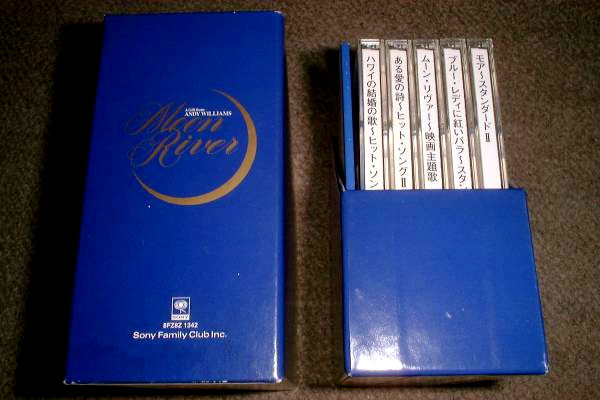 A Gift from
ANDY WILLIAMS
Moon
River
SONY
8FZ8Z 1342
Sony Family Club Inc.
ハワイの結婚の歌〜ヒット・ソン
ある愛の詩〜ヒット・ソングII
ムーン・リヴァー〜映画主題歌
ブルー・レディに紅いバラ〜スタン
モア〜スタンダードII